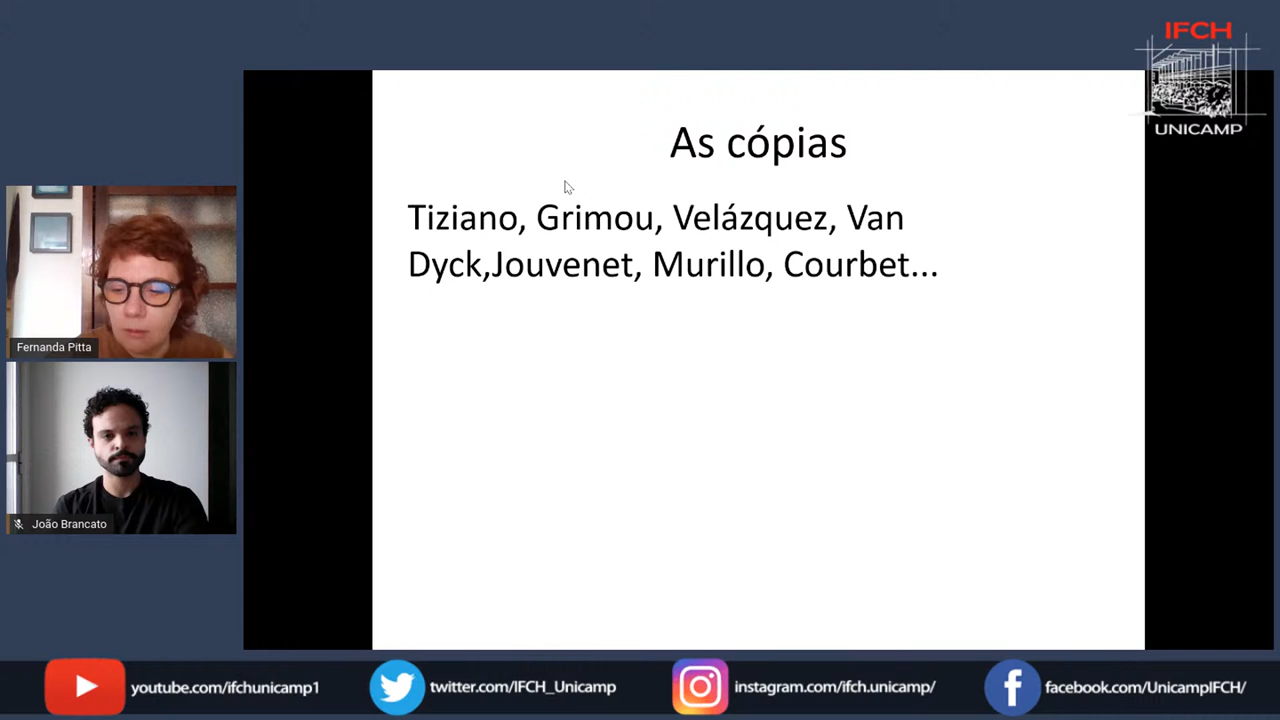 IFCH
UNICAMP
As cópias
Tiziano, Grimou, Velázquez, Van
Dyck,Jouvenet, Murillo, Courbet...
Fernanda Pitta
João Brancato
youtube.com/ifchunicamp1
twitter.com/IFCH_Unicamp
instagram.com/ifch.unicamp/
facebook.com/UnicampIFCH/